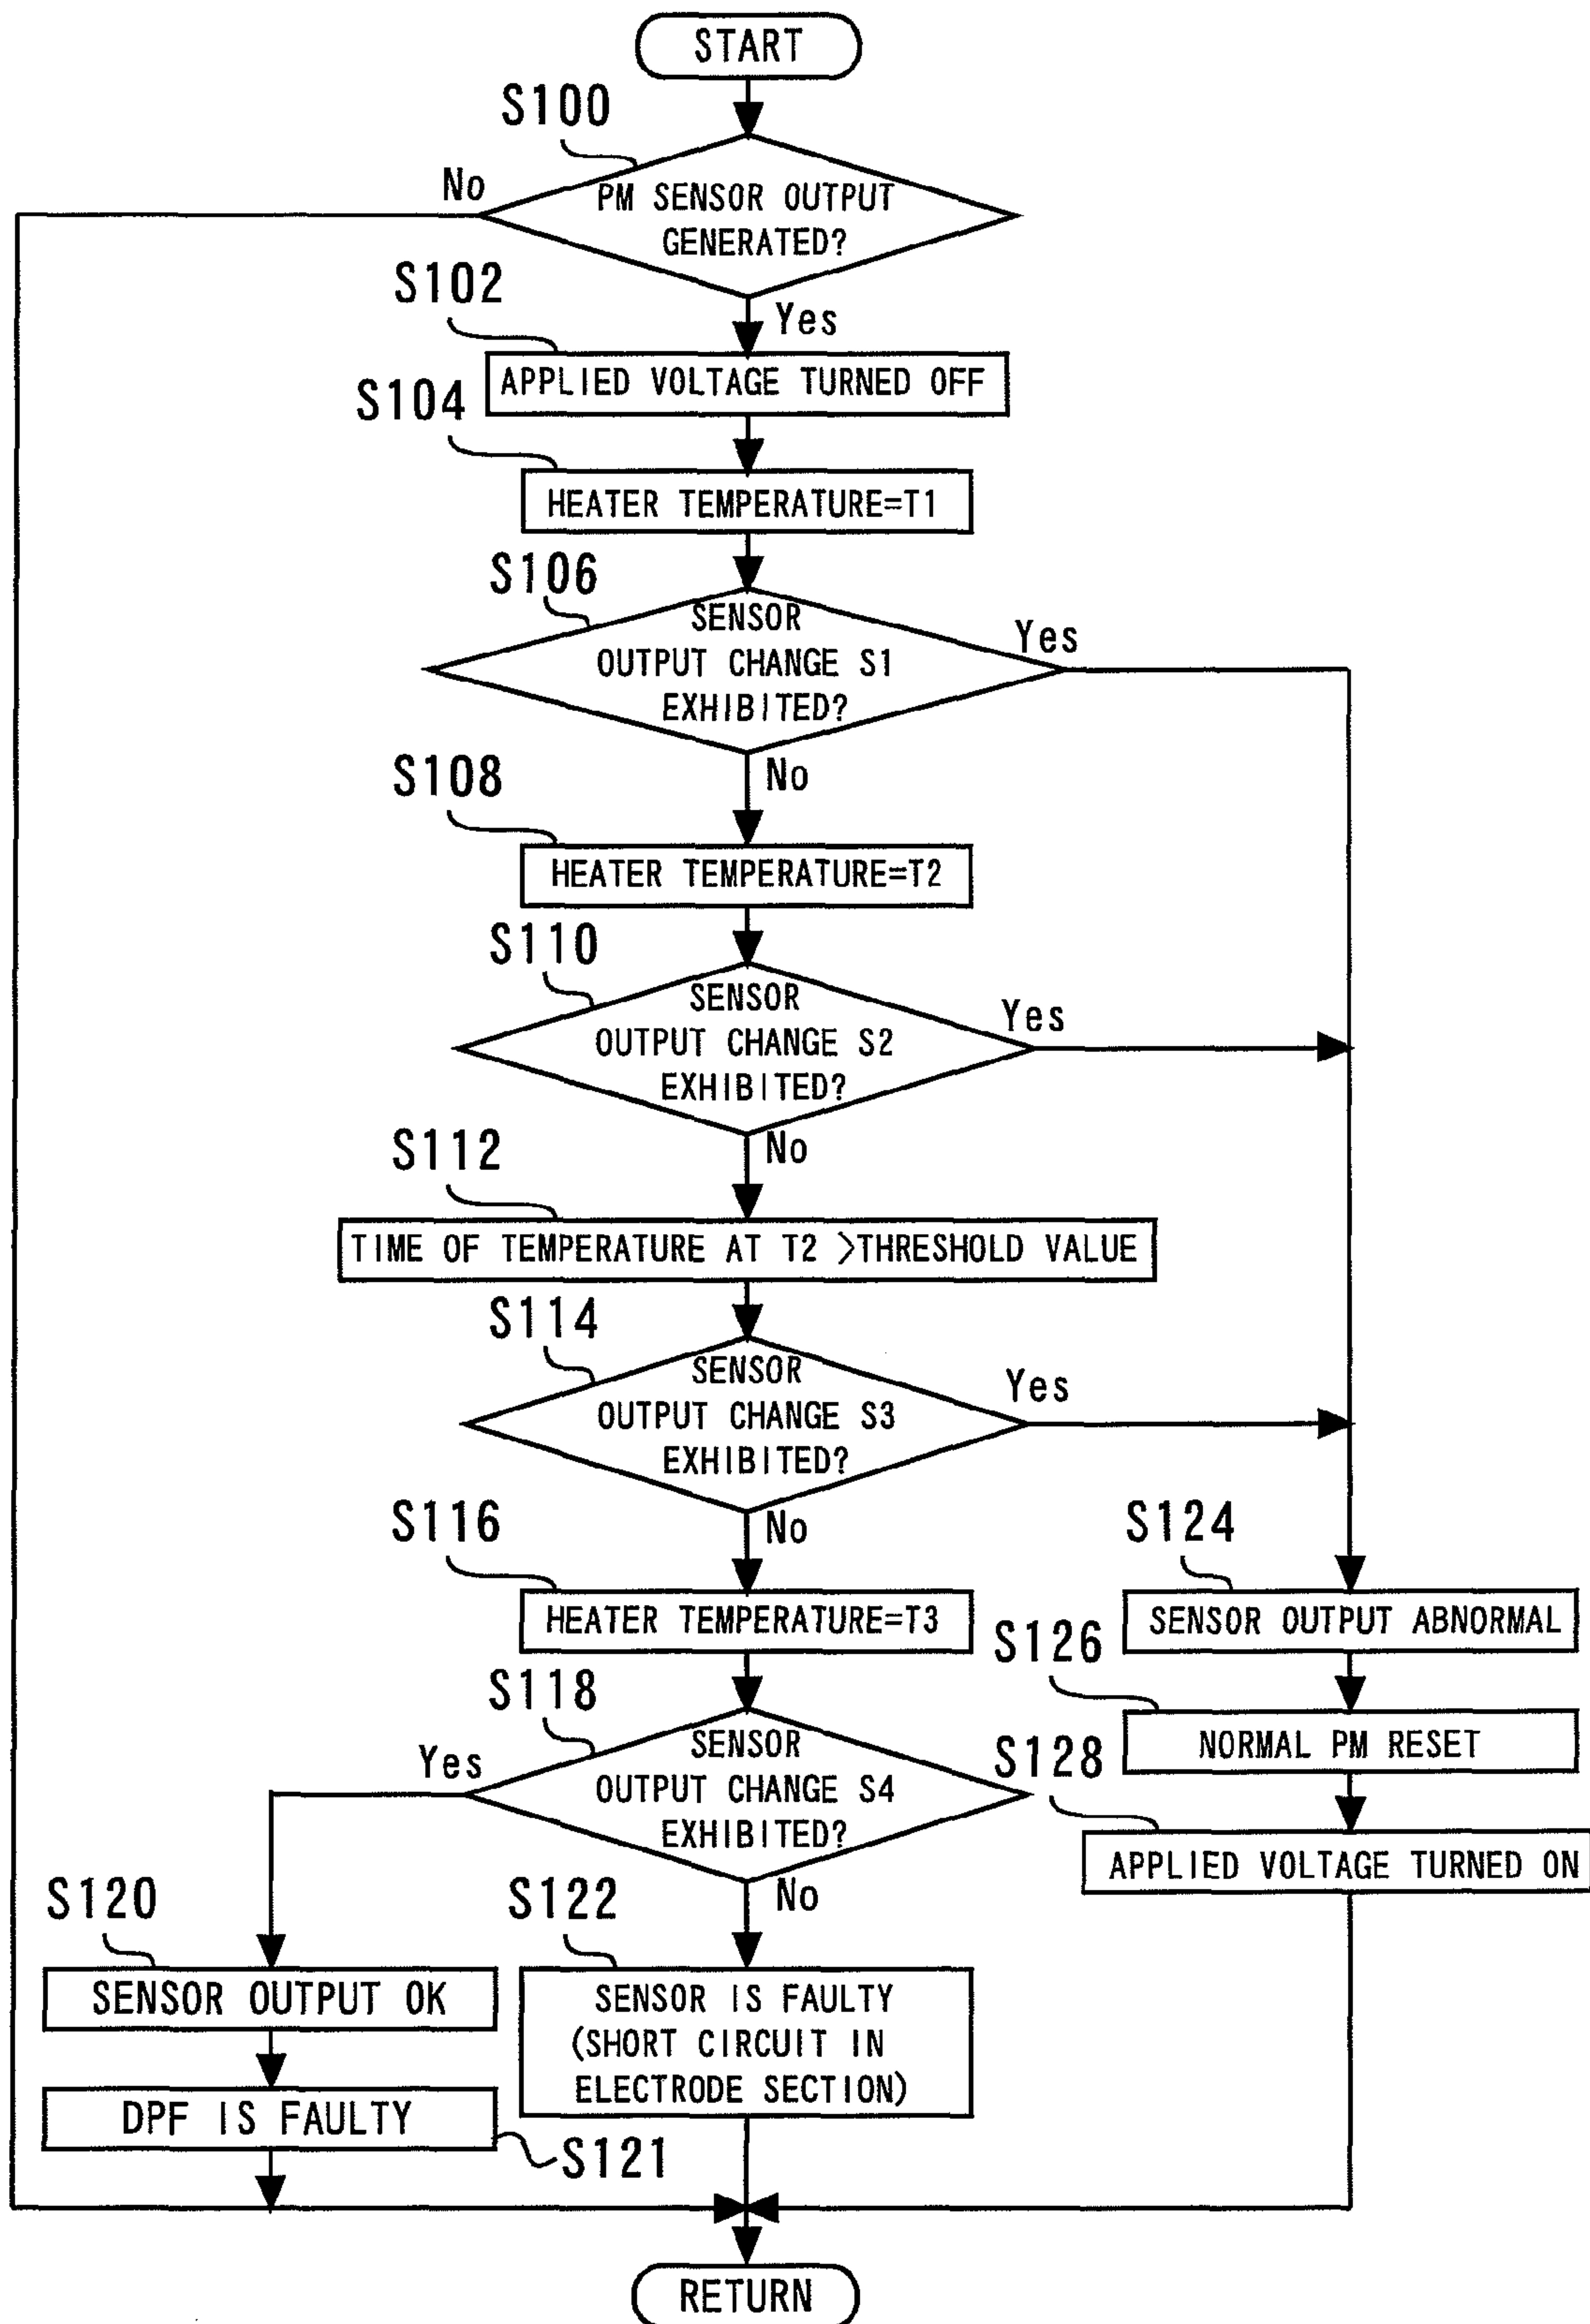 START
S100
No
PM SENSOR OUTPUT
GENERATED?
Yes
S102
APPLIED VOLTAGE TURNED OFF
S104
HEATER TEMPERATURE=T1
S106
SENSOR
OUTPUT CHANGE S1
EXHIBITED?
Yes
No
S108
HEATER TEMPERATURE=T2
S110
SENSOR
OUTPUT CHANGE S2
EXHIBITED?
Yes
No
S112
TIME OF TEMPERATURE AT T2 >THRESHOLD VALUE
S114
SENSOR
OUTPUT CHANGE S3
EXHIBITED?
Yes
No
S116
HEATER TEMPERATURE=T3
S118
SENSOR
OUTPUT CHANGE S4
EXHIBITED?
Yes
No
S120
SENSOR OUTPUT OK
DPF IS FAULTY
S121
S122
SENSOR IS FAULTY
(SHORT CIRCUIT IN
ELECTRODE SECTION)
S124
SENSOR OUTPUT ABNORMAL
S126
NORMAL PM RESET
S128
APPLIED VOLTAGE TURNED ON
RETURN